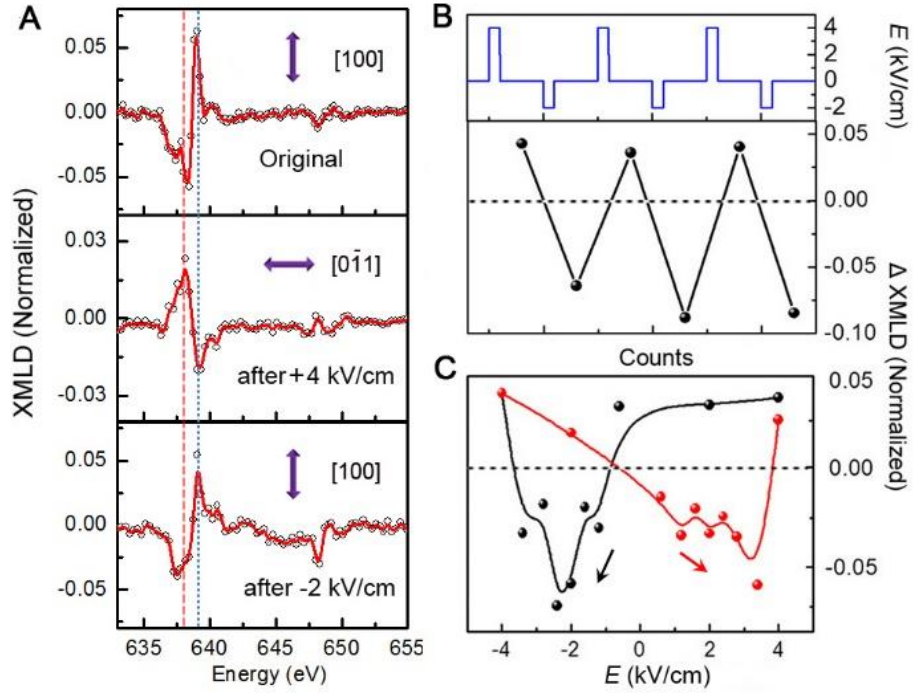 A
0.05
0.00
-0.05
[100]
Original
0.03
0.00
-0.03
[01̄1]
after +4 kV/cm
0.05
0.00
-0.05
[100]
after -2 kV/cm
635 640 645 650 655
Energy (eV)
XMLD (Normalized)
B
4
2
0
-2
E (kV/cm)
0.05
0.00
-0.05
-0.10
Counts
Δ XMLD (Normalized)
C
0.05
0.00
-0.05
-4 -2 0 2 4
E (kV/cm)